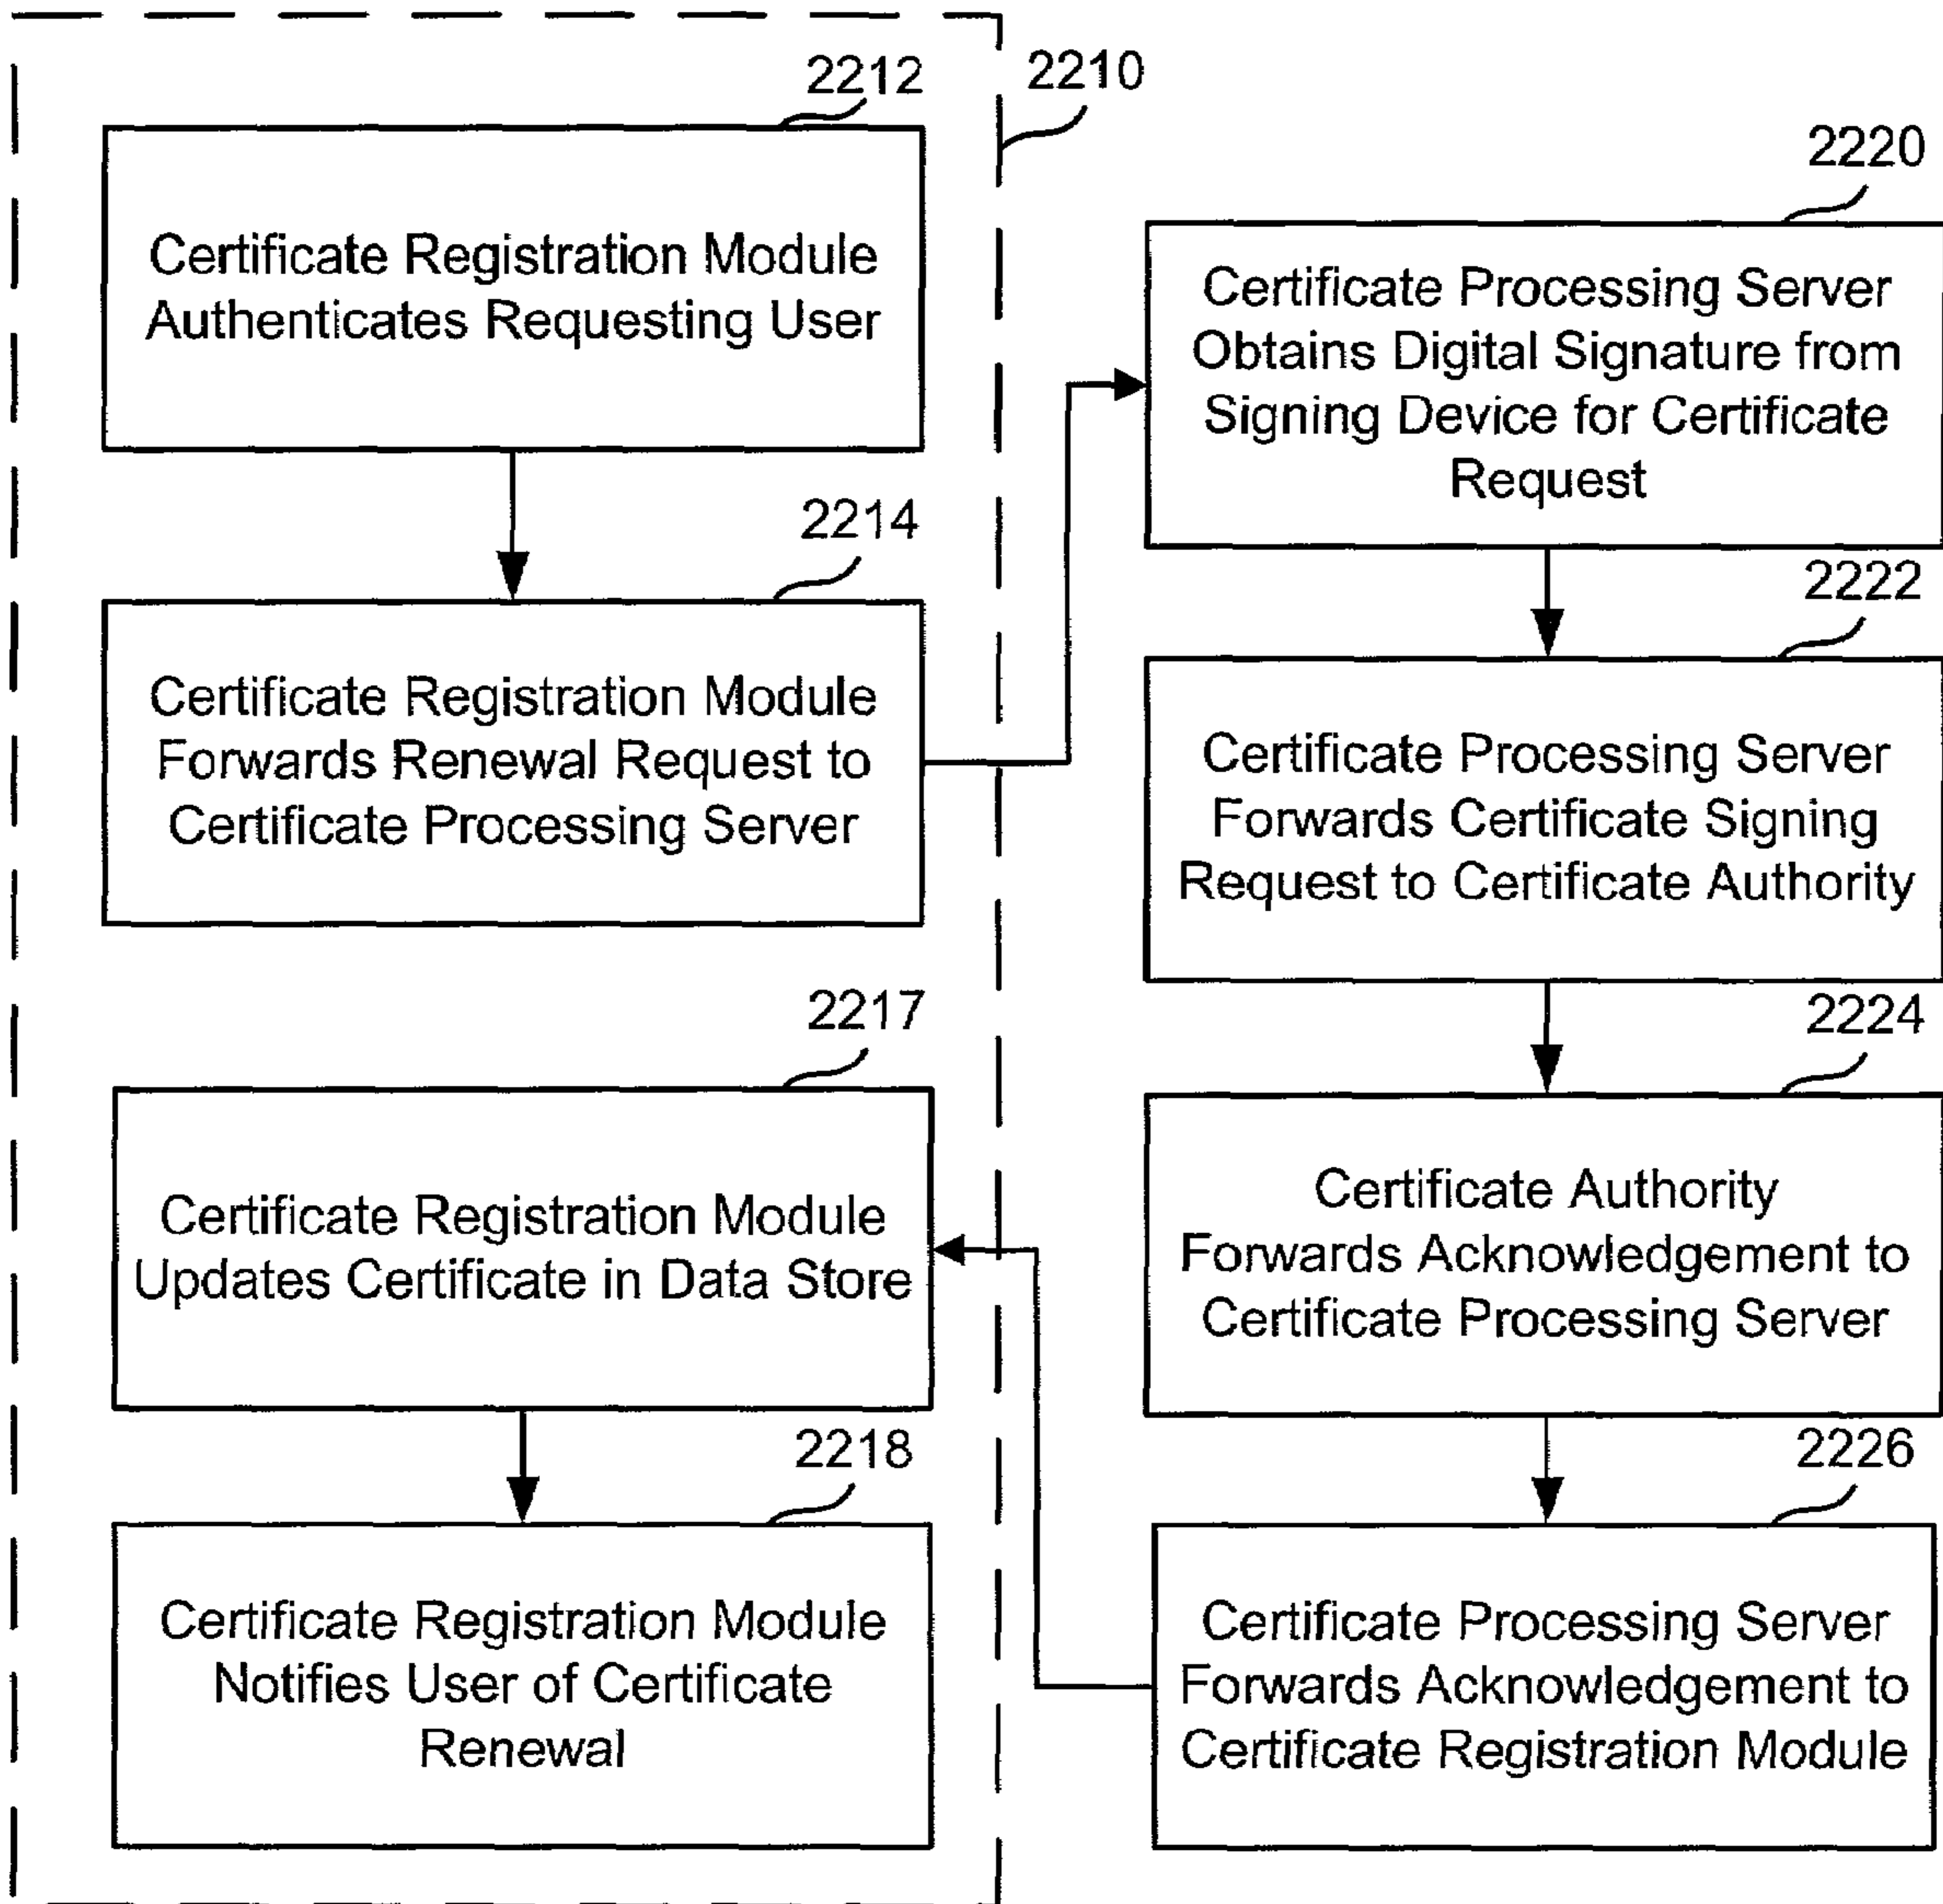 2212
2210
Certificate Registration Module
Authenticates Requesting User
2214
Certificate Registration Module
Forwards Renewal Request to
Certificate Processing Server
2220
Certificate Processing Server
Obtains Digital Signature from
Signing Device for Certificate
Request
2222
Certificate Processing Server
Forwards Certificate Signing
Request to Certificate Authority
2224
Certificate Authority
Forwards Acknowledgement to
Certificate Processing Server
2226
Certificate Processing Server
Forwards Acknowledgement to
Certificate Registration Module
2217
Certificate Registration Module
Updates Certificate in Data Store
2218
Certificate Registration Module
Notifies User of Certificate
Renewal